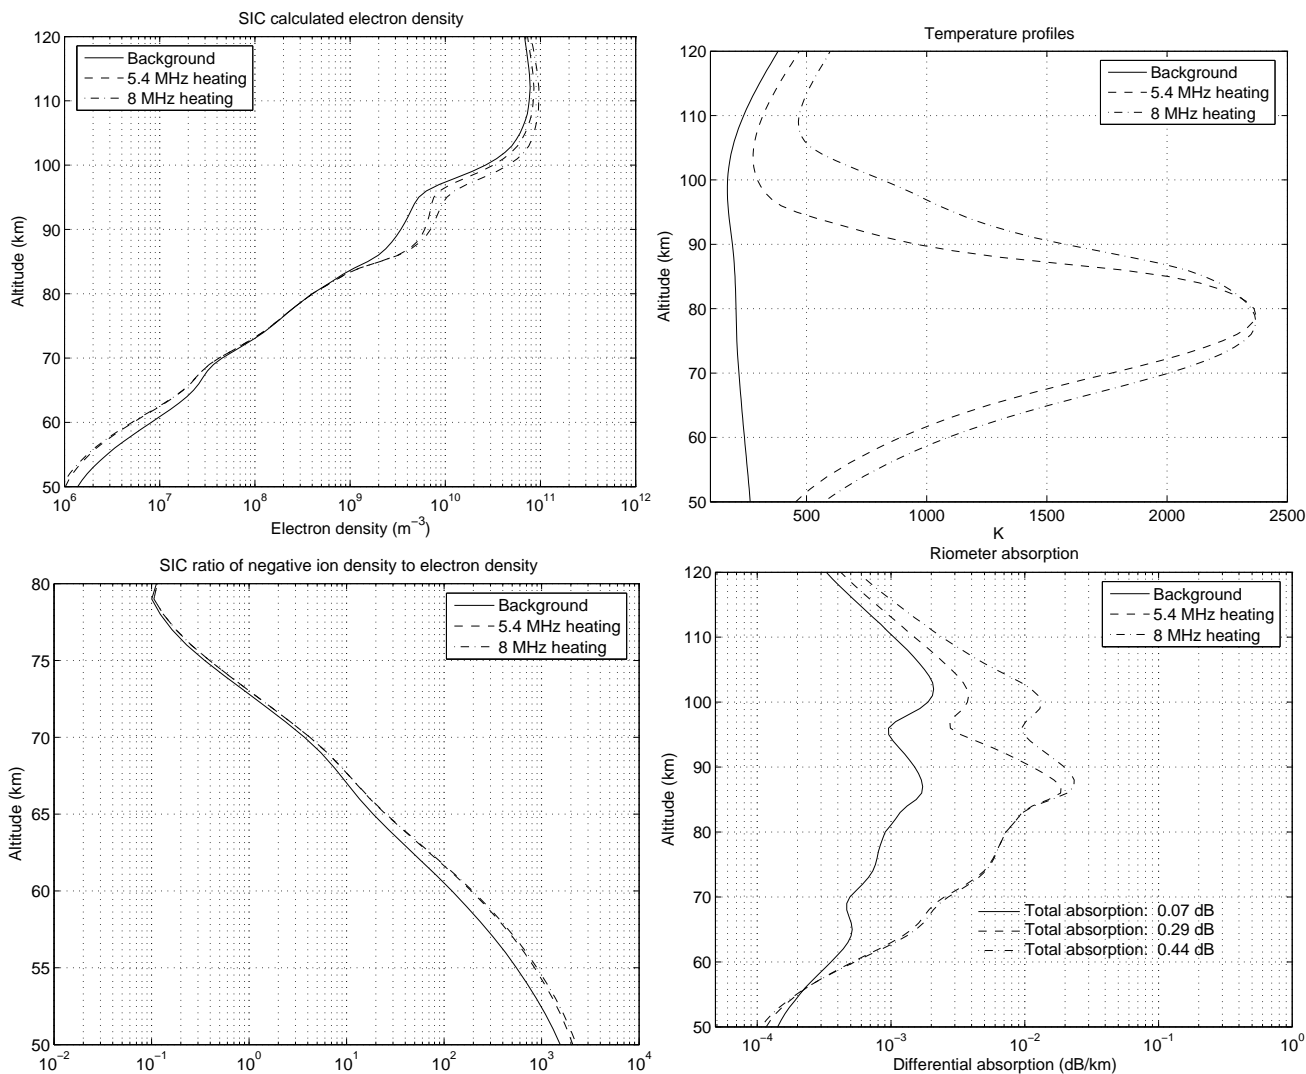 SIC calculated electron density
120
110
100
90
80
70
60
50
Altitude (km)
Background
5.4 MHz heating
8 MHz heating
10^6 10^7 10^8 10^9 10^10 10^11 10^12
Electron density (m^−3)
Temperature profiles
120
110
100
90
80
70
60
50
Altitude (km)
Background
5.4 MHz heating
8 MHz heating
500 1000 1500 2000 2500
K
SIC ratio of negative ion density to electron density
80
75
70
65
60
55
50
Altitude (km)
Background
5.4 MHz heating
8 MHz heating
10^−2 10^−1 10^0 10^1 10^2 10^3 10^4
Riometer absorption
120
110
100
90
80
70
60
50
Altitude (km)
Background
5.4 MHz heating
8 MHz heating
Total absorption: 0.07 dB
Total absorption: 0.29 dB
Total absorption: 0.44 dB
10^−4 10^−3 10^−2 10^−1 10^0
Differential absorption (dB/km)